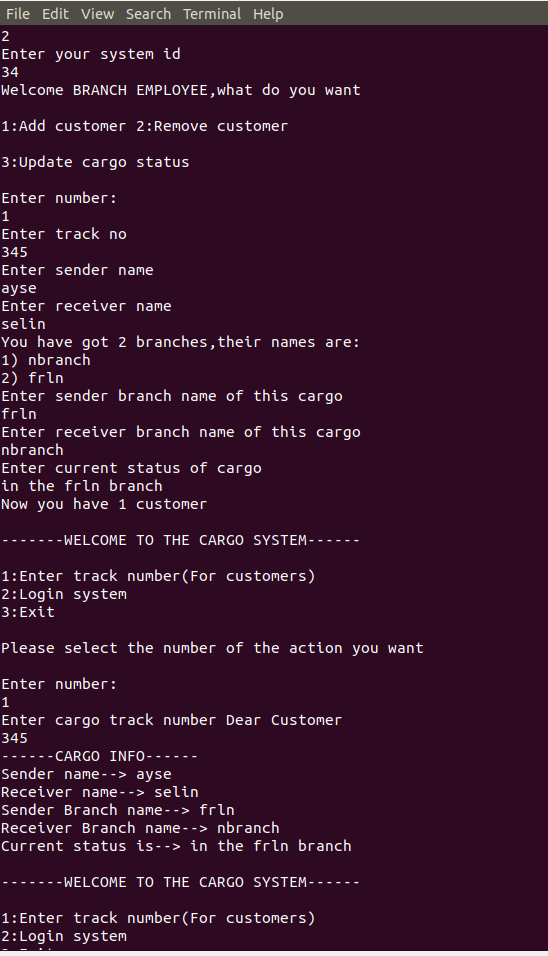 File Edit View Search Terminal Help
2
Enter your system id
34
Welcome BRANCH EMPLOYEE,what do you want
1:Add customer 2:Remove customer
3:Update cargo status
Enter number:
1
Enter track no
345
Enter sender name
ayse
Enter receiver name
selin
You have got 2 branches,their names are:
1) nbranch
2) frln
Enter sender branch name of this cargo
frln
Enter receiver branch name of this cargo
nbranch
Enter current status of cargo
in the frln branch
Now you have 1 customer
-------WELCOME TO THE CARGO SYSTEM------
1:Enter track number(For customers)
2:Login system
3:Exit
Please select the number of the action you want
Enter number:
1
Enter cargo track number Dear Customer
345
------CARGO INFO------
Sender name--> ayse
Receiver name--> selin
Sender Branch name--> frln
Receiver Branch name--> nbranch
Current status is--> in the frln branch
-------WELCOME TO THE CARGO SYSTEM------
1:Enter track number(For customers)
2:Login system